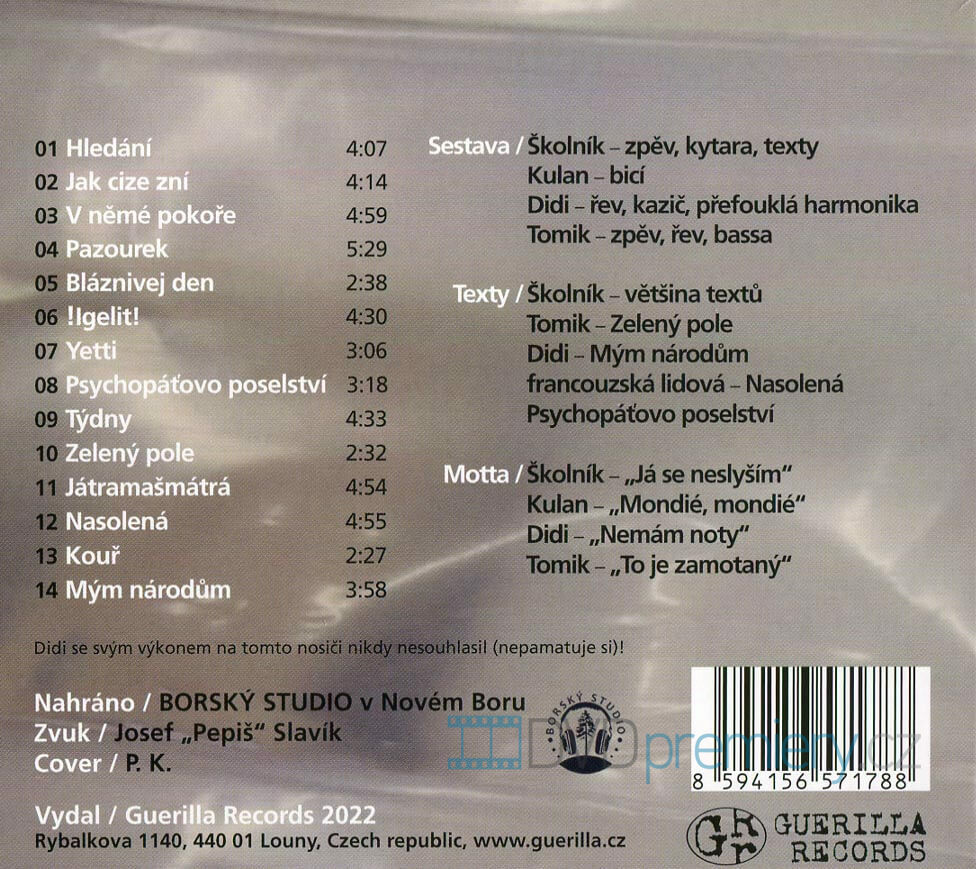 01 Hledání 4:07
02 Jak cize zní 4:14
03 V němé pokoře 4:59
04 Pazourek 5:29
05 Bláznivej den 2:38
06 !Igelit! 4:30
07 Yetti 3:06
08 Psychopáťovo poselství 3:18
09 Týdny 4:33
10 Zelený pole 2:32
11 Játramašmátrá 4:54
12 Nasolená 4:55
13 Kouř 2:27
14 Mým národům 3:58
Sestava / Školník – zpěv, kytara, texty
Kulan – bicí
Didi – řev, kazič, přefouklá harmonika
Tomik – zpěv, řev, bassa
Texty / Školník – většina textů
Tomik – Zelený pole
Didi – Mým národům
francouzská lidová – Nasolená
Psychopáťovo poselství
Motta / Školník – „Já se neslyším“
Kulan – „Mondié, mondié“
Didi – „Nemám noty“
Tomik – „To je zamotaný“
Didi se svým výkonem na tomto nosiči nikdy nesouhlasil (nepamatuje si)!
Nahráno / BORSKÝ STUDIO v Novém Boru
Zvuk / Josef „Pepiš“ Slavík
Cover / P. K.
• BORSKÝ STUDIO •
DVDpremiery.cz
8 594156 571788
Vydal / Guerilla Records 2022
Rybalkova 1140, 440 01 Louny, Czech republic, www.guerilla.cz
GR
GUERILLA
RECORDS